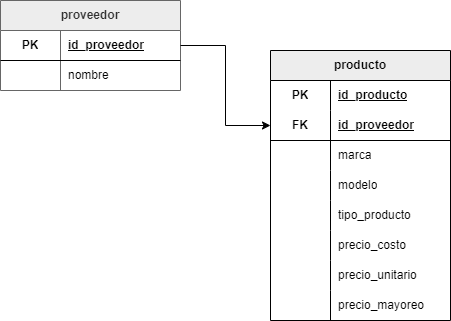 proveedor
PK id_proveedor
nombre
producto
PK id_producto
FK id_proveedor
marca
modelo
tipo_producto
precio_costo
precio_unitario
precio_mayoreo